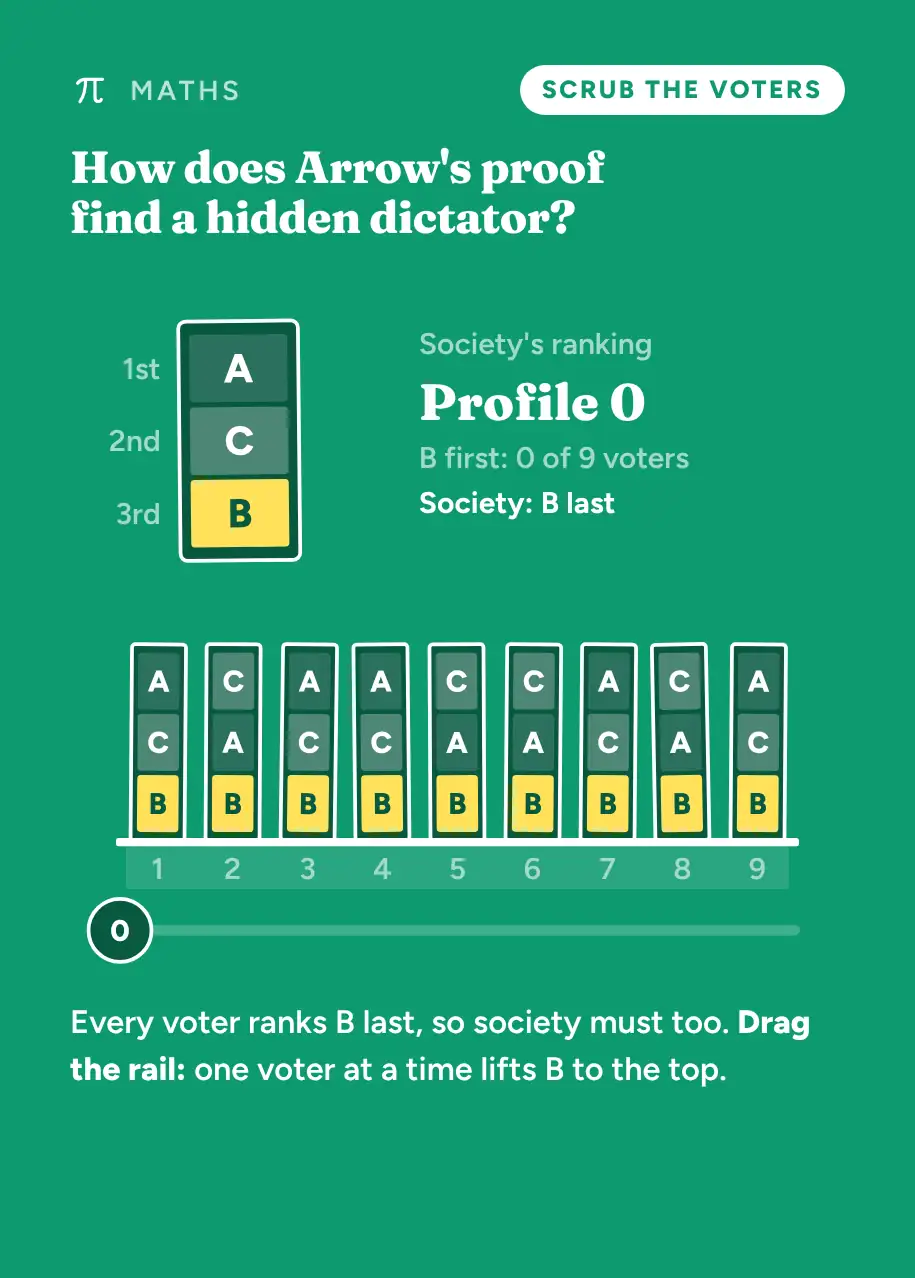 π MATHS
SCRUB THE VOTERS
How does Arrow's proof
find a hidden dictator?
1st A
2nd C
3rd B
Society's ranking
Profile 0
B first: 0 of 9 voters
Society: B last
A C A A C C A C A
C A C C A A C A C
B B B B B B B B B
1 2 3 4 5 6 7 8 9
0
Every voter ranks B last, so society must too. Drag
the rail: one voter at a time lifts B to the top.